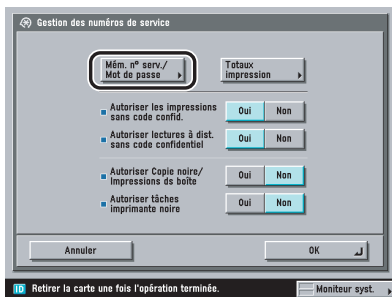 Gestion des numéros de service
Mém. nº serv./
Mot de passe
Totaux
impression
Autoriser les impressions
sans code confid.
Oui
Non
Autoriser lectures à dist.
sans code confidentiel
Oui
Non
Autoriser Copie noire/
Impressions ds boîte
Oui
Non
Autoriser tâches
imprimante noire
Oui
Non
Annuler
OK
ID Retirer la carte une fois l'opération terminée.
Moniteur syst.